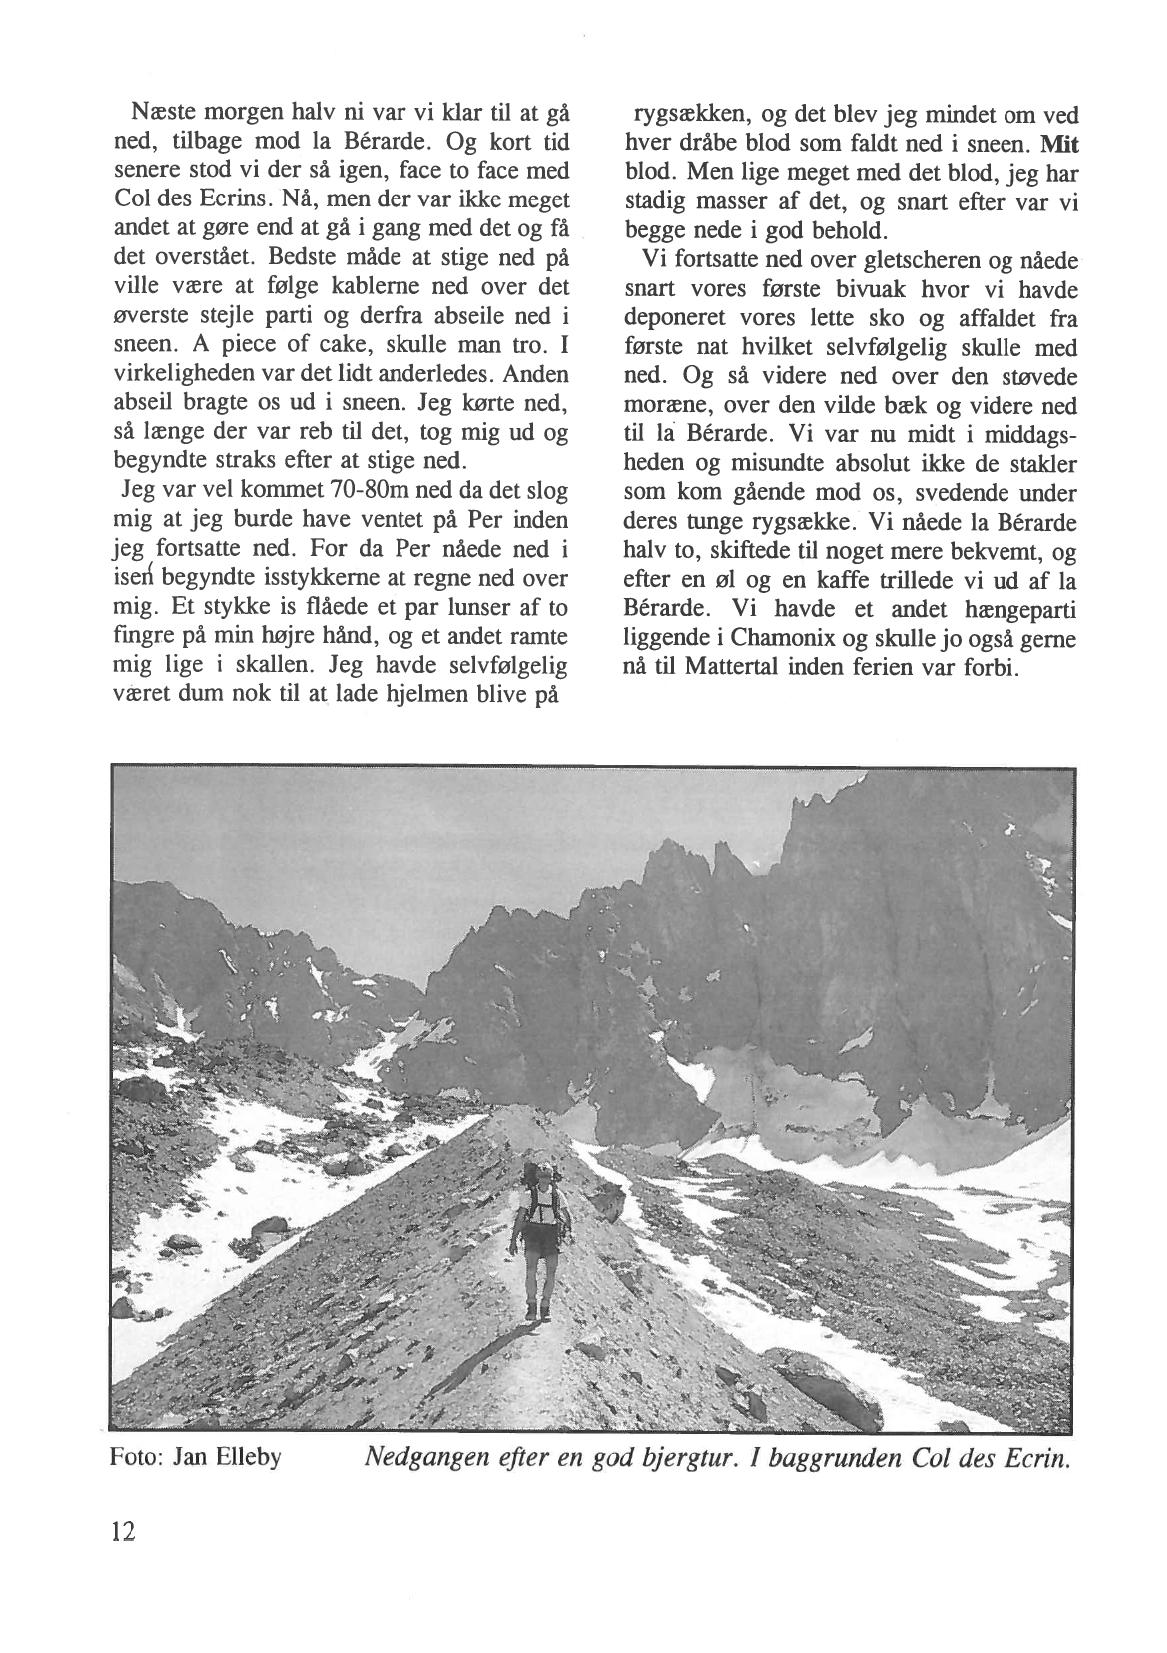 Næste morgen halv ni var vi klar til at gå
ned, tilbage mod la Bérarde. Og kort tid
senere stod vi der så igen, face to face med
Col des Ecrins. Nå, men der var ikke meget
andet at gøre end at gå i gang med det og få
det overstået. Bedste måde at stige ned på
ville være at følge kablerne ned over det
øverste stejle parti og derfra abseile ned i
sneen. A piece of cake, skulle man tro. I
virkeligheden var det lidt anderledes. Anden
abseil bragte os ud i sneen. Jeg kørte ned,
så længe der var reb til det, tog mig ud og
begyndte straks efter at stige ned.
Jeg var vel kommet 70-80m ned da det slog
mig at jeg burde have ventet på Per inden
jeg fortsatte ned. For da Per nåede ned i
isen begyndte isstykkerne at regne ned over
mig. Et stykke is flåede et par lunser af to
fingre på min højre hånd, og et andet ramte
mig lige i skallen. Jeg havde selvfølgelig
været dum nok til at lade hjelmen blive på
rygsækken, og det blev jeg mindet om ved
hver dråbe blod som faldt ned i sneen. Mit
blod. Men lige meget med det blod, jeg har
stadig masser af det, og snart efter var vi
begge nede i god behold.
Vi fortsatte ned over gletscheren og nåede
snart vores første bivuak hvor vi havde
deponeret vores lette sko og affaldet fra
første nat hvilket selvfølgelig skulle med
ned. Og så videre ned over den støvede
moræne, over den vilde bæk og videre ned
til la Bérarde. Vi var nu midt i middags-
heden og misundte absolut ikke de stakler
som kom gående mod os, svedende under
deres tunge rygsække. Vi nåede la Bérarde
halv to, skiftede til noget mere bekvemt, og
efter en øl og en kaffe trillede vi ud af la
Bérarde. Vi havde et andet hængeparti
liggende i Chamonix og skulle jo også gerne
nå til Mattertal inden ferien var forbi.
Foto: Jan Elleby Nedgangen efter en god bjergtur. I baggrunden Col des Ecrin.
12